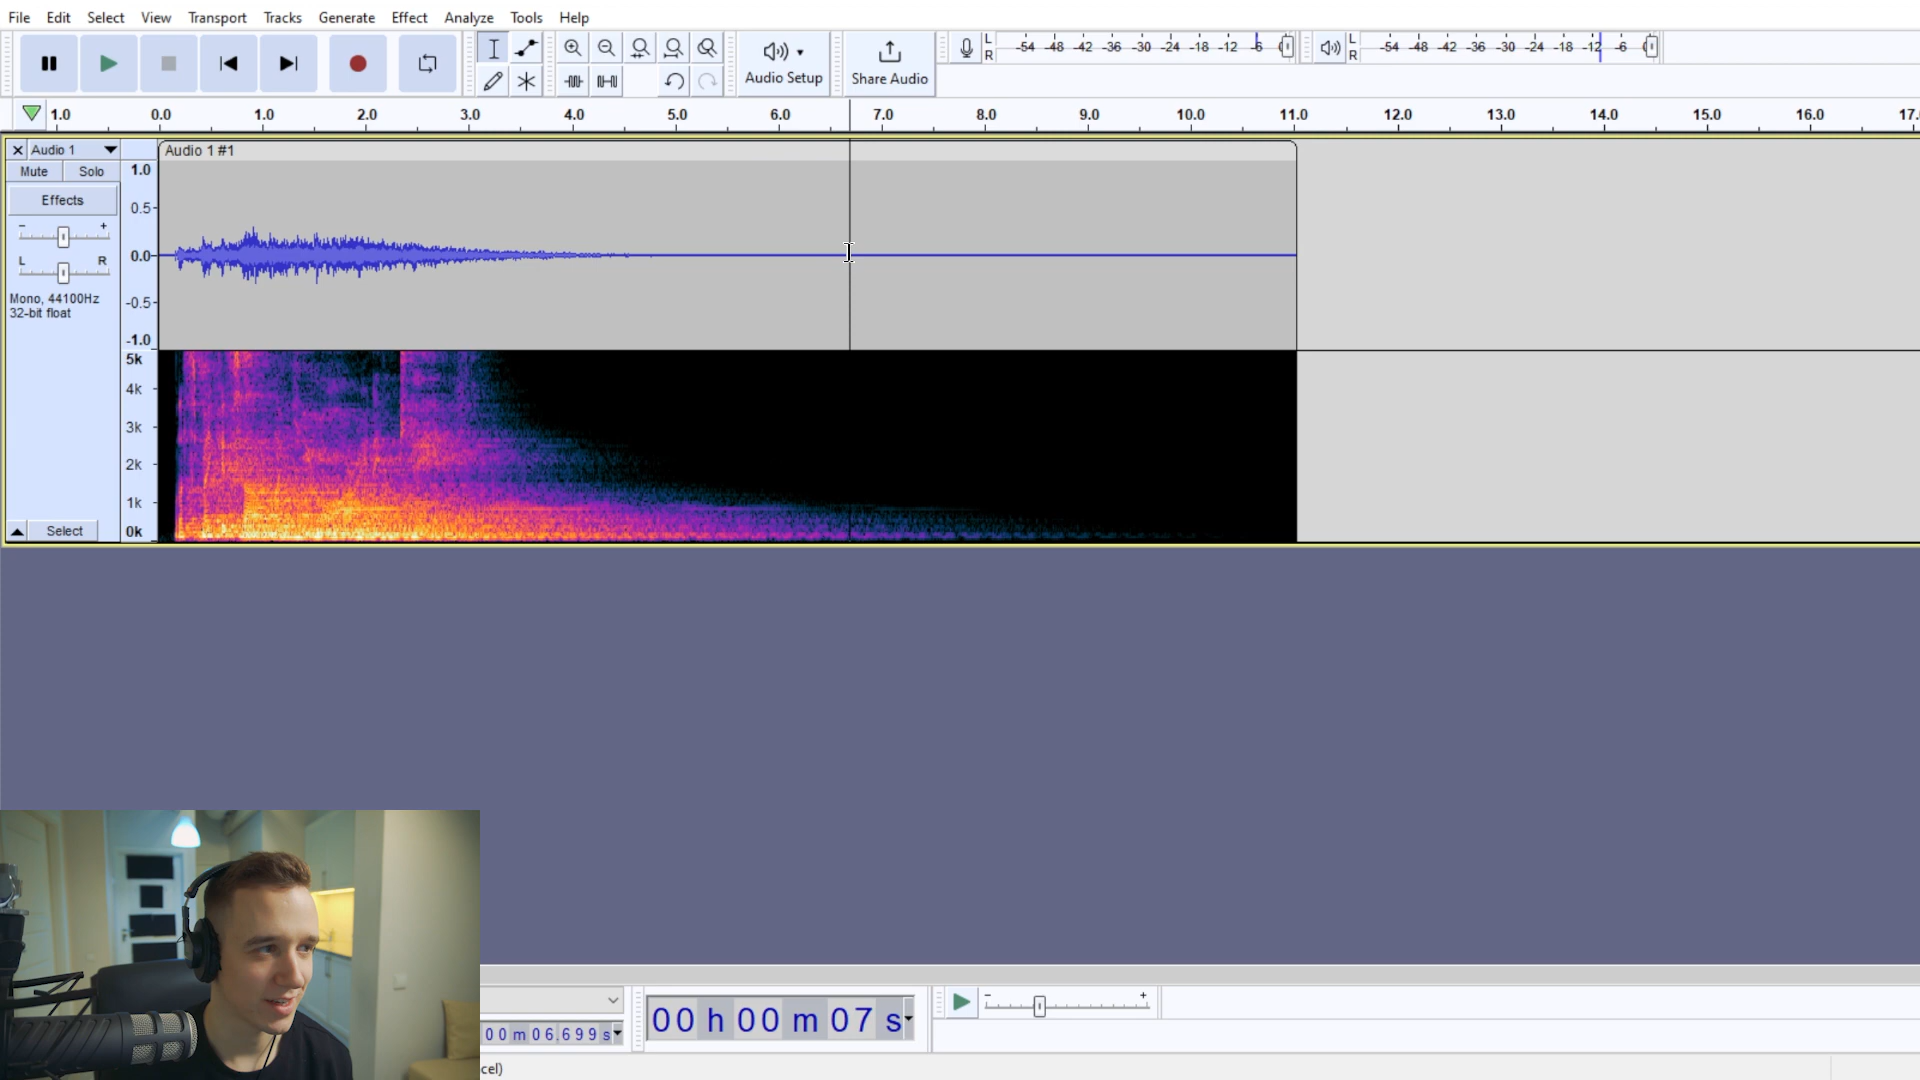 File Edit Select View Transport Tracks Generate Effect Analyze Tools Help
Audio Setup
Share Audio
L
R
-54 -48 -42 -36 -30 -24 -18 -12 -6
L
R
-54 -48 -42 -36 -30 -24 -18 -12 -6
1.0 0.0 1.0 2.0 3.0 4.0 5.0 6.0 7.0 8.0 9.0 10.0 11.0 12.0 13.0 14.0 15.0 16.0 17.
Audio 1
Audio 1 #1
Mute Solo
Effects
- +
L R
Mono, 44100Hz
32-bit float
Select
1.0
0.5-
0.0-
-0.5-
-1.0
5k
4k
3k
2k
1k
0k
00 m 06.699 s
00 h 00 m 07 s
- +
cel)